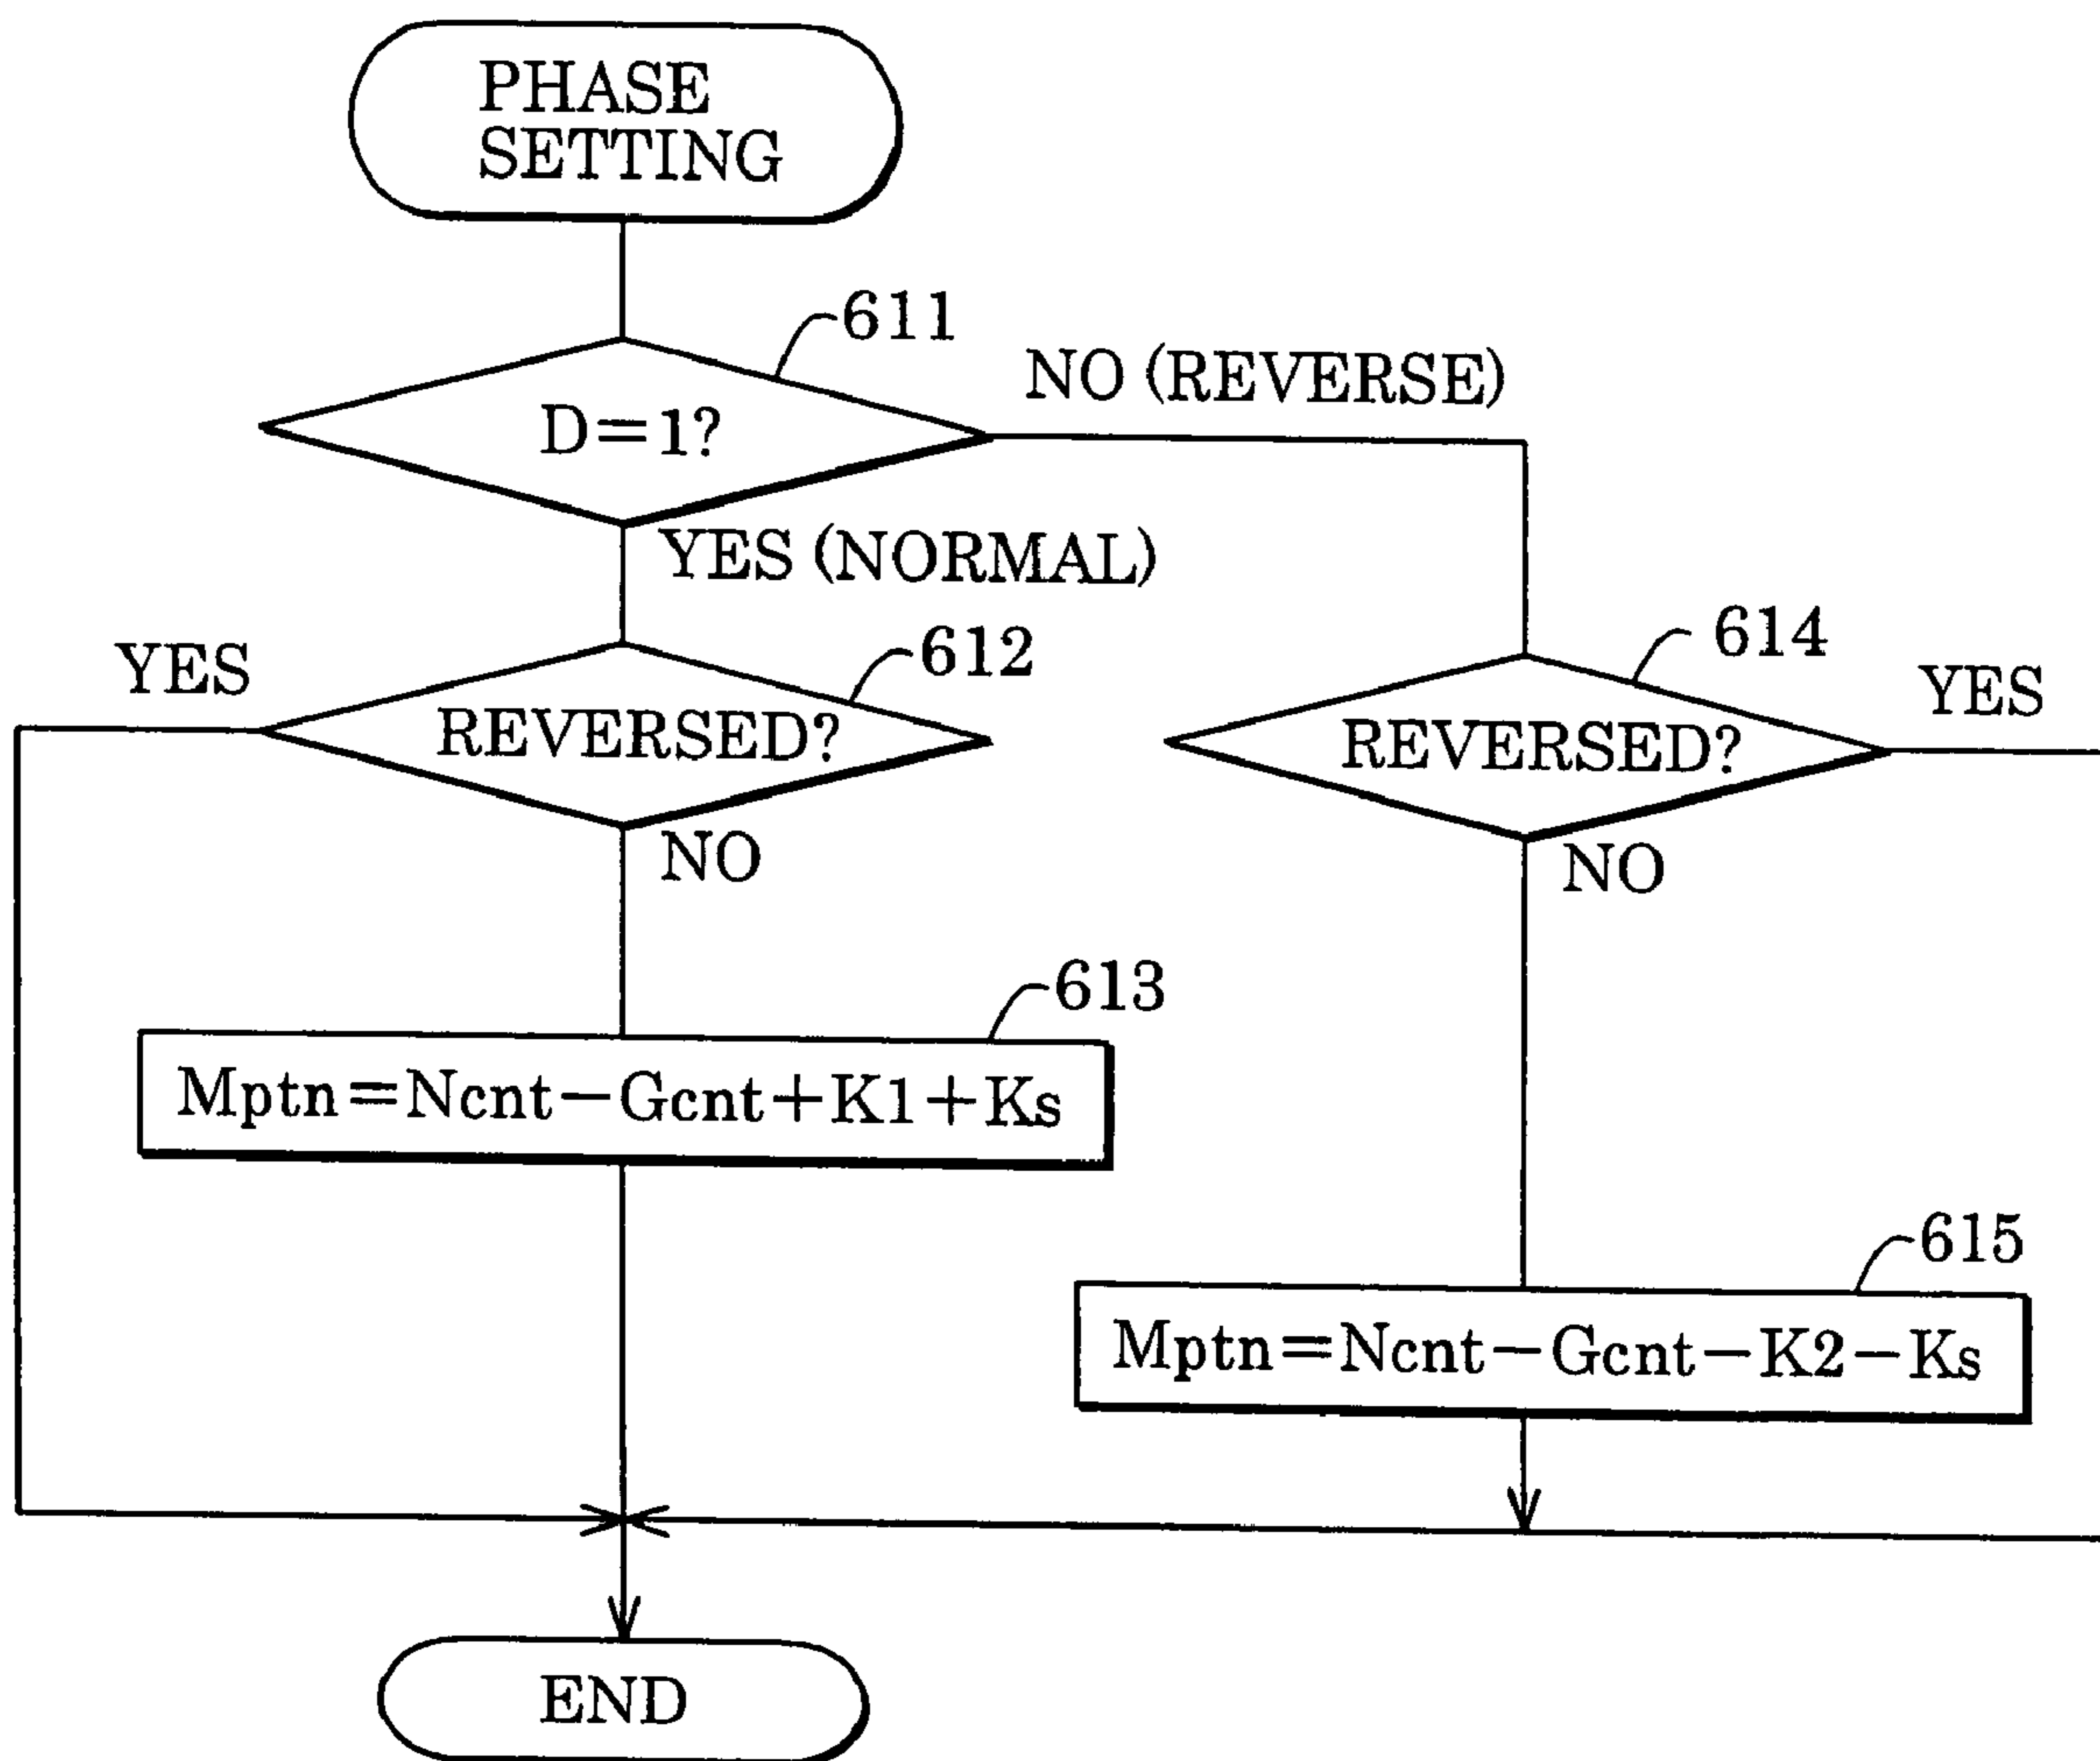 PHASE
SETTING
611
D=1?
NO (REVERSE)
YES (NORMAL)
YES
612
REVERSED?
NO
614
REVERSED?
YES
NO
613
Mptn=Ncnt-Gcnt+K1+Ks
615
Mptn=Ncnt-Gcnt-K2-Ks
END